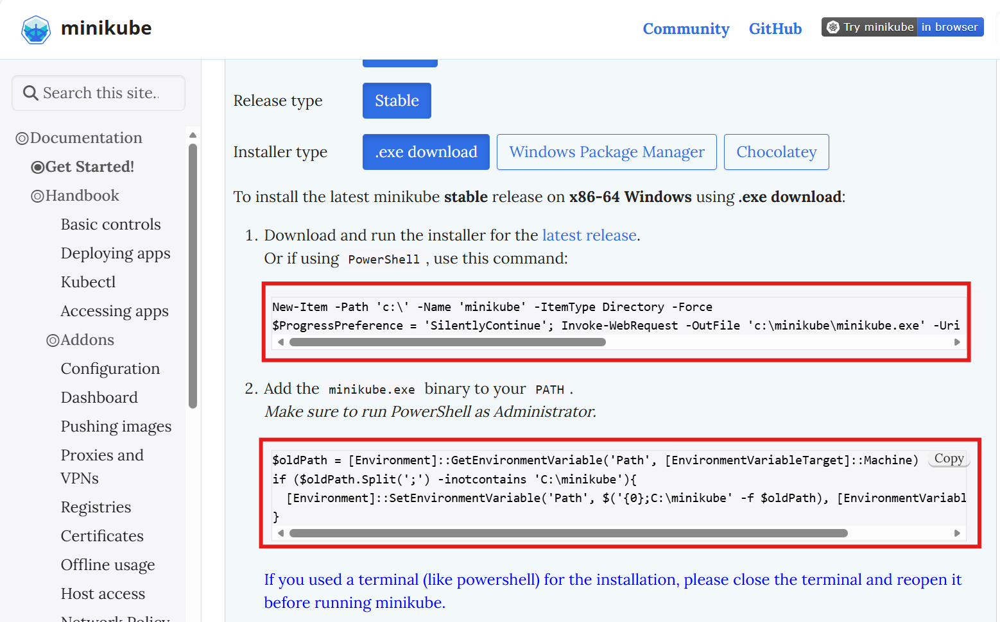 minikube
Community
GitHub
Try minikube in browser
Search this site..
Documentation
Get Started!
Handbook
Basic controls
Deploying apps
Kubectl
Accessing apps
Addons
Configuration
Dashboard
Pushing images
Proxies and
VPNs
Registries
Certificates
Offline usage
Host access
Network Policy
Release type
Stable
Installer type
.exe download
Windows Package Manager
Chocolatey
To install the latest minikube stable release on x86-64 Windows using .exe download:
1. Download and run the installer for the latest release.
Or if using PowerShell , use this command:
New-Item -Path 'c:\' -Name 'minikube' -ItemType Directory -Force
$ProgressPreference = 'SilentlyContinue'; Invoke-WebRequest -OutFile 'c:\minikube\minikube.exe' -Uri
2. Add the minikube.exe binary to your PATH .
Make sure to run PowerShell as Administrator.
$oldPath = [Environment]::GetEnvironmentVariable('Path', [EnvironmentVariableTarget]::Machine)
Copy
if ($oldPath.Split(';') -inotcontains 'C:\minikube'){
[Environment]::SetEnvironmentVariable('Path', $('{0};C:\minikube' -f $oldPath), [EnvironmentVariabl
}
If you used a terminal (like powershell) for the installation, please close the terminal and reopen it
before running minikube.